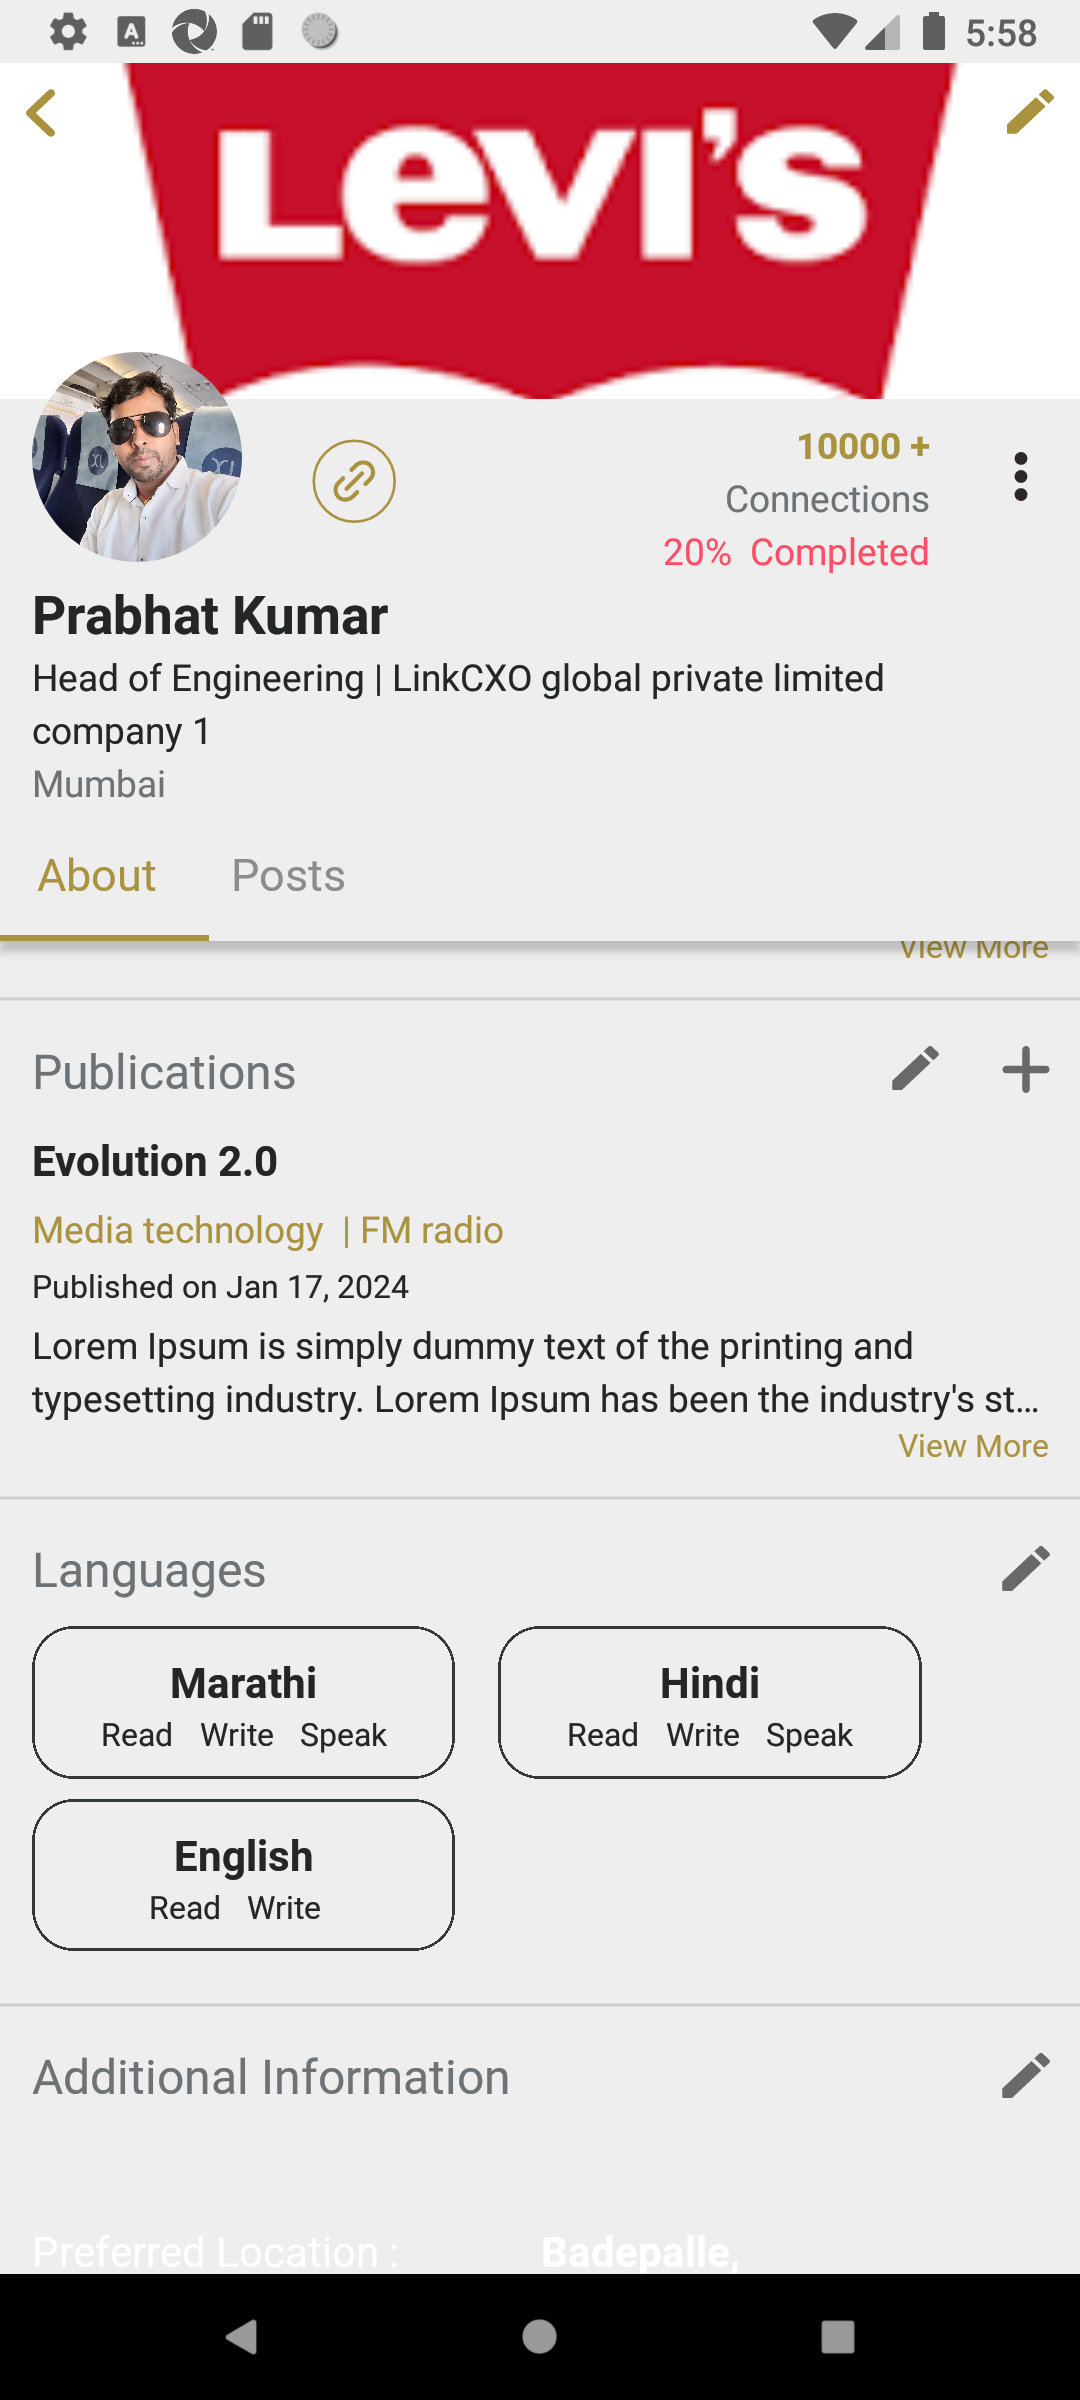 5:58
Levi's
10000 +
Connections
20% Completed
Prabhat Kumar
Head of Engineering | LinkCXO global private limited
company 1
Mumbai
About Posts
View More
Publications
Evolution 2.0
Media technology | FM radio
Published on Jan 17, 2024
Lorem Ipsum is simply dummy text of the printing and
typesetting industry. Lorem Ipsum has been the industry's st...
View More
Languages
Marathi Hindi
Read Write Speak Read Write Speak
English
Read Write
Additional Information
Preferred Location : Badepalle,